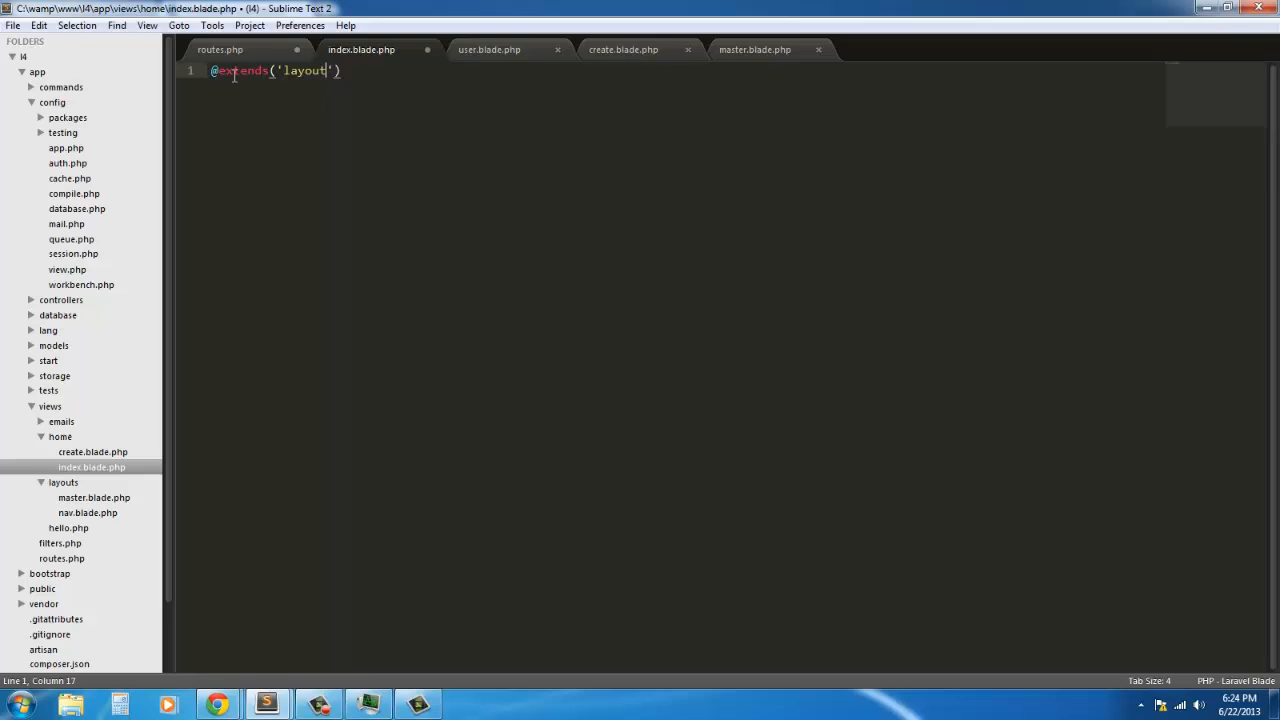 C:\wamp\www\l4\app\views\home\index.blade.php • (l4) - Sublime Text 2
File Edit Selection Find View Goto Tools Project Preferences Help
FOLDERS
routes.php index.blade.php user.blade.php create.blade.php master.blade.php
1 @extends('layout')
l4
app
commands
config
packages
testing
app.php
auth.php
cache.php
compile.php
database.php
mail.php
queue.php
session.php
view.php
workbench.php
controllers
database
lang
models
start
storage
tests
views
emails
home
create.blade.php
index.blade.php
layouts
master.blade.php
nav.blade.php
hello.php
filters.php
routes.php
bootstrap
public
vendor
.gitattributes
.gitignore
artisan
composer.json
Line 1, Column 17 Tab Size: 4 PHP - Laravel Blade
6:24 PM
6/22/2013